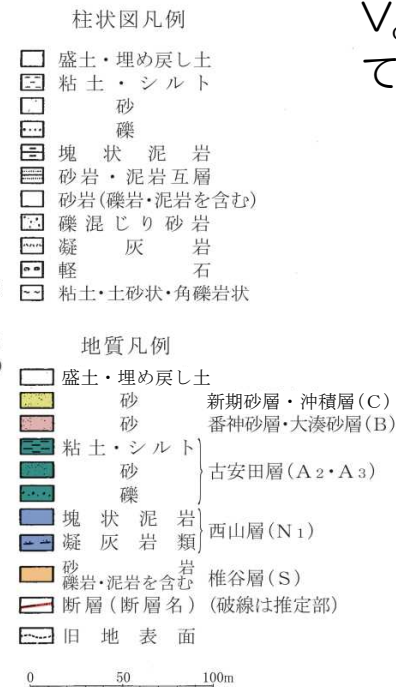 柱状図凡例
盛土・埋め戻し土
粘土・シルト
砂
礫
塊状泥岩
砂岩・泥岩互層
砂岩(礫岩・泥岩を含む)
礫混じり砂岩
凝灰岩
軽石
粘土・土砂状・角礫岩状
て
地質凡例
盛土・埋め戻し土
砂 新期砂層・沖積層(C)
砂 番神砂層・大湊砂層(B)
粘土・シルト
砂 古安田層(A2・A3)
礫
塊状泥岩
凝灰岩類 西山層(N1)
砂岩
礫岩・泥岩を含む 椎谷層(S)
断層(断層名) (破線は推定部)
旧地表面
0 50 100m